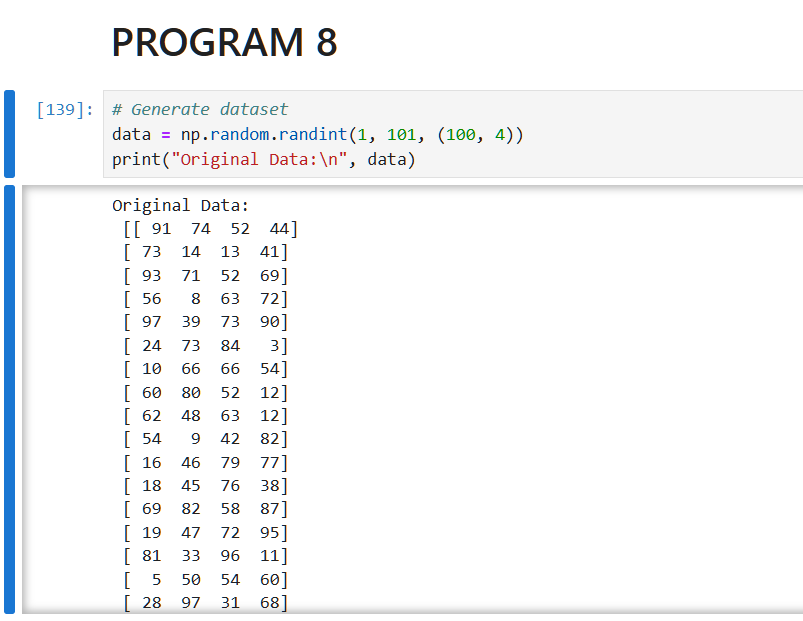 PROGRAM 8
[139]: # Generate dataset
data = np.random.randint(1, 101, (100, 4))
print("Original Data:\n", data)
Original Data:
[[ 91  74  52  44]
[ 73  14  13  41]
[ 93  71  52  69]
[ 56   8  63  72]
[ 97  39  73  90]
[ 24  73  84   3]
[ 10  66  66  54]
[ 60  80  52  12]
[ 62  48  63  12]
[ 54   9  42  82]
[ 16  46  79  77]
[ 18  45  76  38]
[ 69  82  58  87]
[ 19  47  72  95]
[ 81  33  96  11]
[  5  50  54  60]
[ 28  97  31  68]